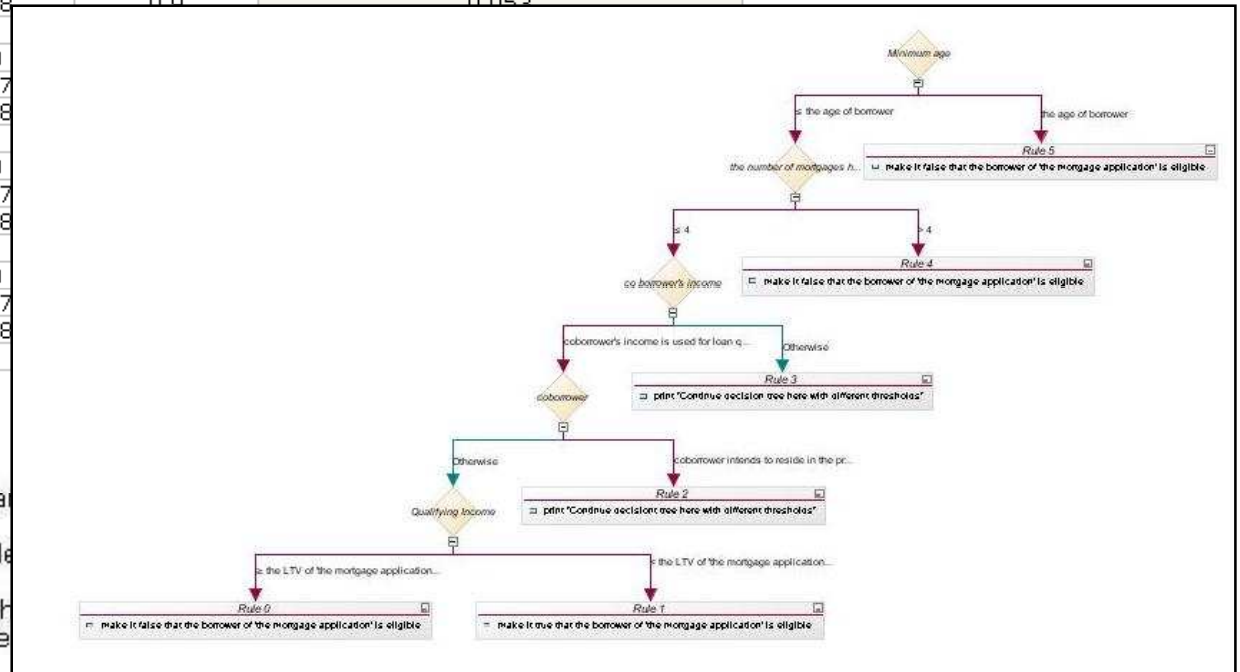 Minimum age
≤ the age of borrower
the age of borrower
Rule 5
make it false that the borrower of 'the mortgage application' is eligible
the number of mortgages h...
≤ 4
> 4
Rule 4
make it false that the borrower of 'the mortgage application' is eligible
co borrower's income
coborrower's income is used for loan q...
Otherwise
Rule 3
print "Continue decision tree here with different thresholds"
coborrower
Otherwise
coborrower intends to reside in the pr...
Rule 2
print "Continue decisiont tree here with different thresholds"
Qualifying Income
≥ the LTV of 'the mortgage application...
< the LTV of 'the mortgage application...
Rule 0
make it false that the borrower of 'the mortgage application' is eligible
Rule 1
make it true that the borrower of 'the mortgage application' is eligible